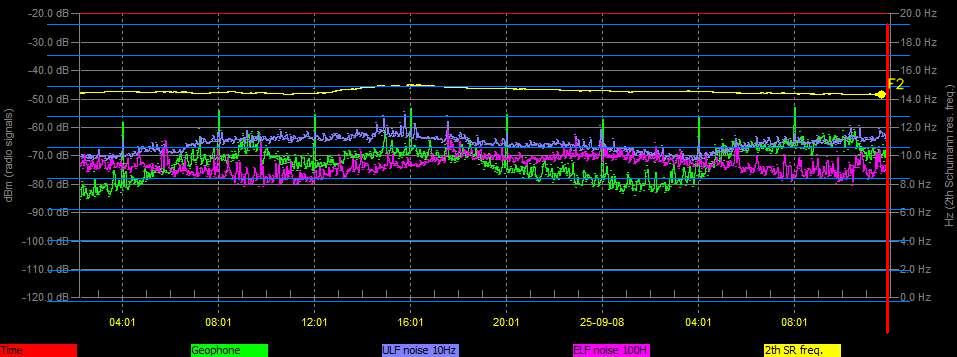 -20.0 dB 20.0 Hz
-30.0 dB 18.0 Hz
-40.0 dB 16.0 Hz
F2
-50.0 dB 14.0 Hz
-60.0 dB 12.0 Hz
-70.0 dB 10.0 Hz
-80.0 dB 8.0 Hz
-90.0 dB 6.0 Hz
-100.0 dB 4.0 Hz
-110.0 dB 2.0 Hz
-120.0 dB 0.0 Hz
dBm (radio signals)
Hz (2th Schumann res. freq.)
04:01 08:01 12:01 16:01 20:01 25-09-08 04:01 08:01
Time Geophone ULF noise 10Hz ELF noise 100H 2th SR freq.